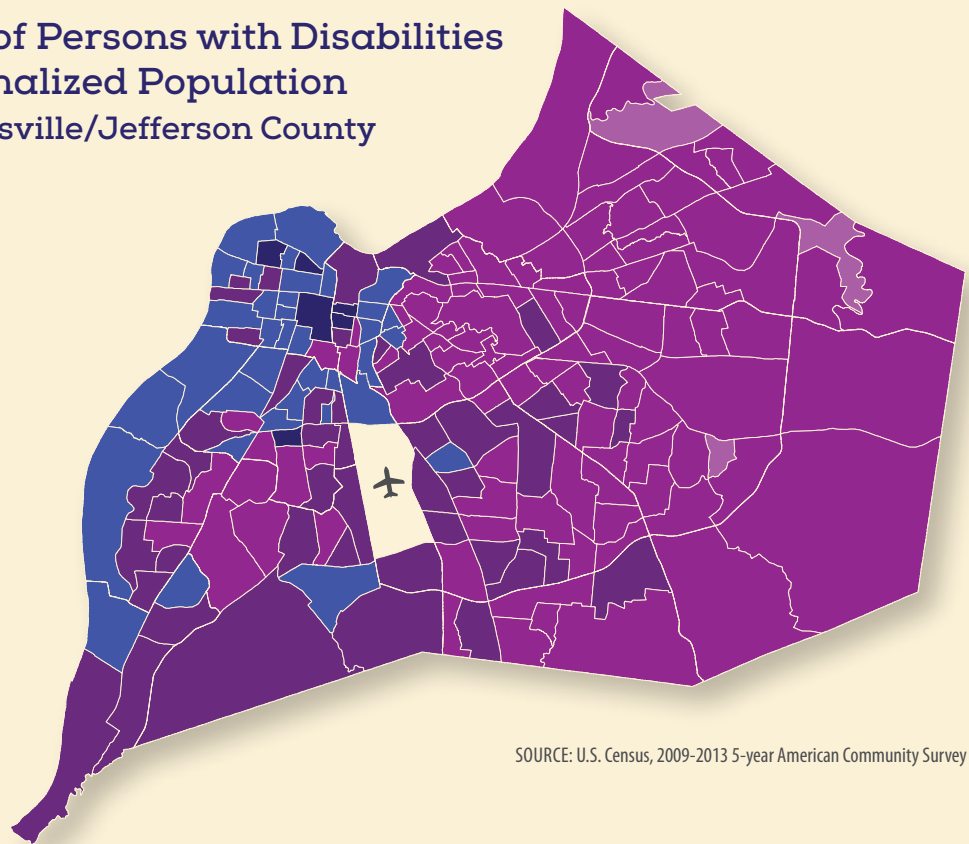 of Persons with Disabilities
nalized Population
sville/Jefferson County
SOURCE: U.S. Census, 2009-2013 5-year American Community Survey